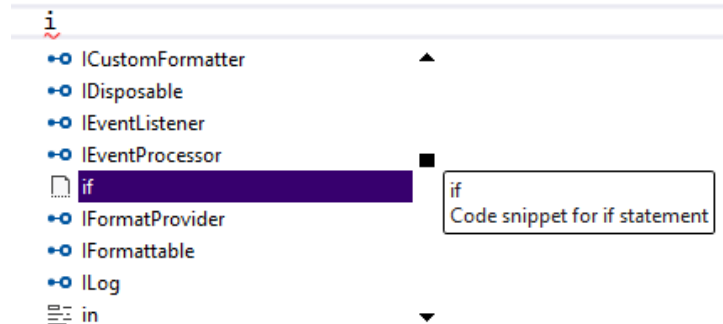 i
ICustomFormatter
IDisposable
IEventListener
IEventProcessor
if
if
Code snippet for if statement
IFormatProvider
IFormattable
ILog
in